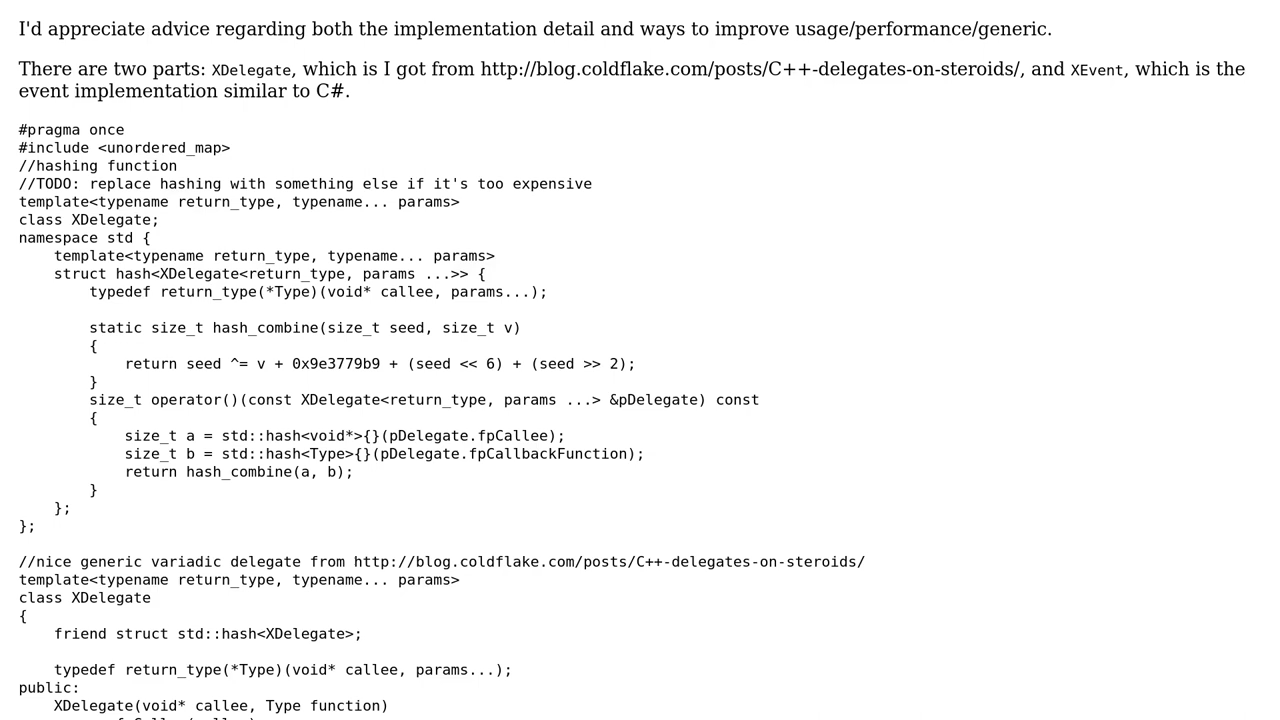 I'd appreciate advice regarding both the implementation detail and ways to improve usage/performance/generic.
There are two parts: XDelegate, which is I got from http://blog.coldflake.com/posts/C++-delegates-on-steroids/, and XEvent, which is the
event implementation similar to C#.
#pragma once
#include <unordered_map>
//hashing function
//TODO: replace hashing with something else if it's too expensive
template<typename return_type, typename... params>
class XDelegate;
namespace std {
    template<typename return_type, typename... params>
    struct hash<XDelegate<return_type, params ...>> {
        typedef return_type(*Type)(void* callee, params...);
        static size_t hash_combine(size_t seed, size_t v)
        {
            return seed ^= v + 0x9e3779b9 + (seed << 6) + (seed >> 2);
        }
        size_t operator()(const XDelegate<return_type, params ...> &pDelegate) const
        {
            size_t a = std::hash<void*>{}(pDelegate.fpCallee);
            size_t b = std::hash<Type>{}(pDelegate.fpCallbackFunction);
            return hash_combine(a, b);
        }
    };
};
//nice generic variadic delegate from http://blog.coldflake.com/posts/C++-delegates-on-steroids/
template<typename return_type, typename... params>
class XDelegate
{
    friend struct std::hash<XDelegate>;
    typedef return_type(*Type)(void* callee, params...);
public:
    XDelegate(void* callee, Type function)